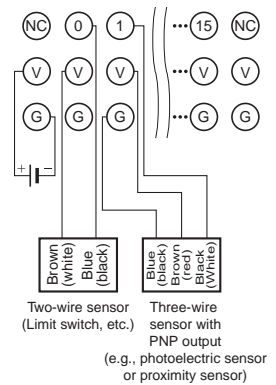 NC 0 1 ••• 15 NC
V V V ••• V V
G G G ••• G G
+ −
Brown
(white)
Blue
(black)
Blue
(black)
Brown
(red)
Black
(White)
Two-wire sensor
(Limit switch, etc.)
Three-wire
sensor with
PNP output
(e.g., photoelectric sensor
or proximity sensor)